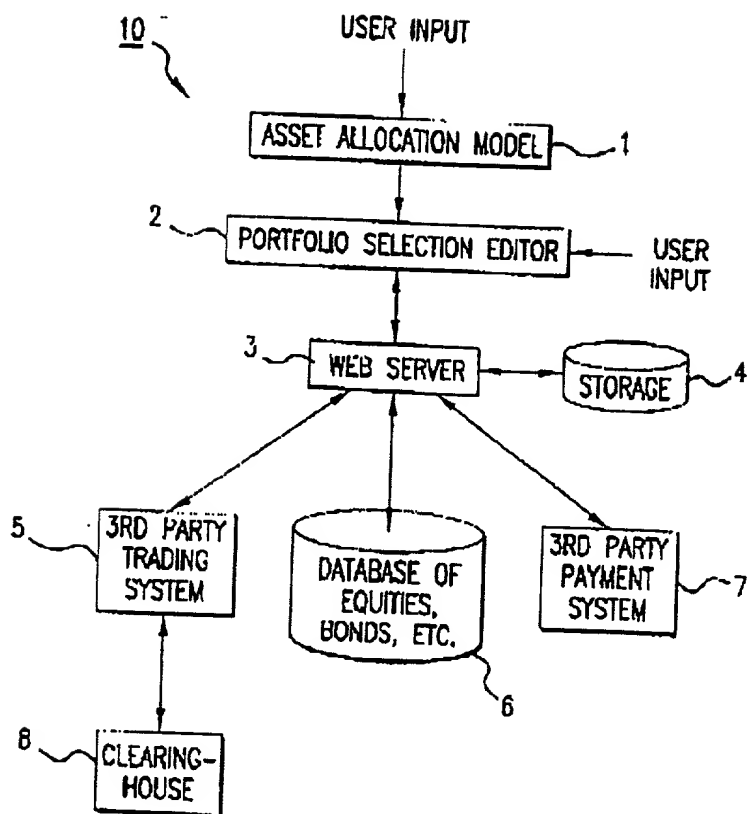 10
USER INPUT
ASSET ALLOCATION MODEL
1
2
PORTFOLIO SELECTION EDITOR
USER
INPUT
3
WEB SERVER
STORAGE
4
5
3RD PARTY
TRADING
SYSTEM
DATABASE OF
EQUITIES,
BONDS, ETC.
6
3RD PARTY
PAYMENT
SYSTEM
7
8
CLEARING-
HOUSE